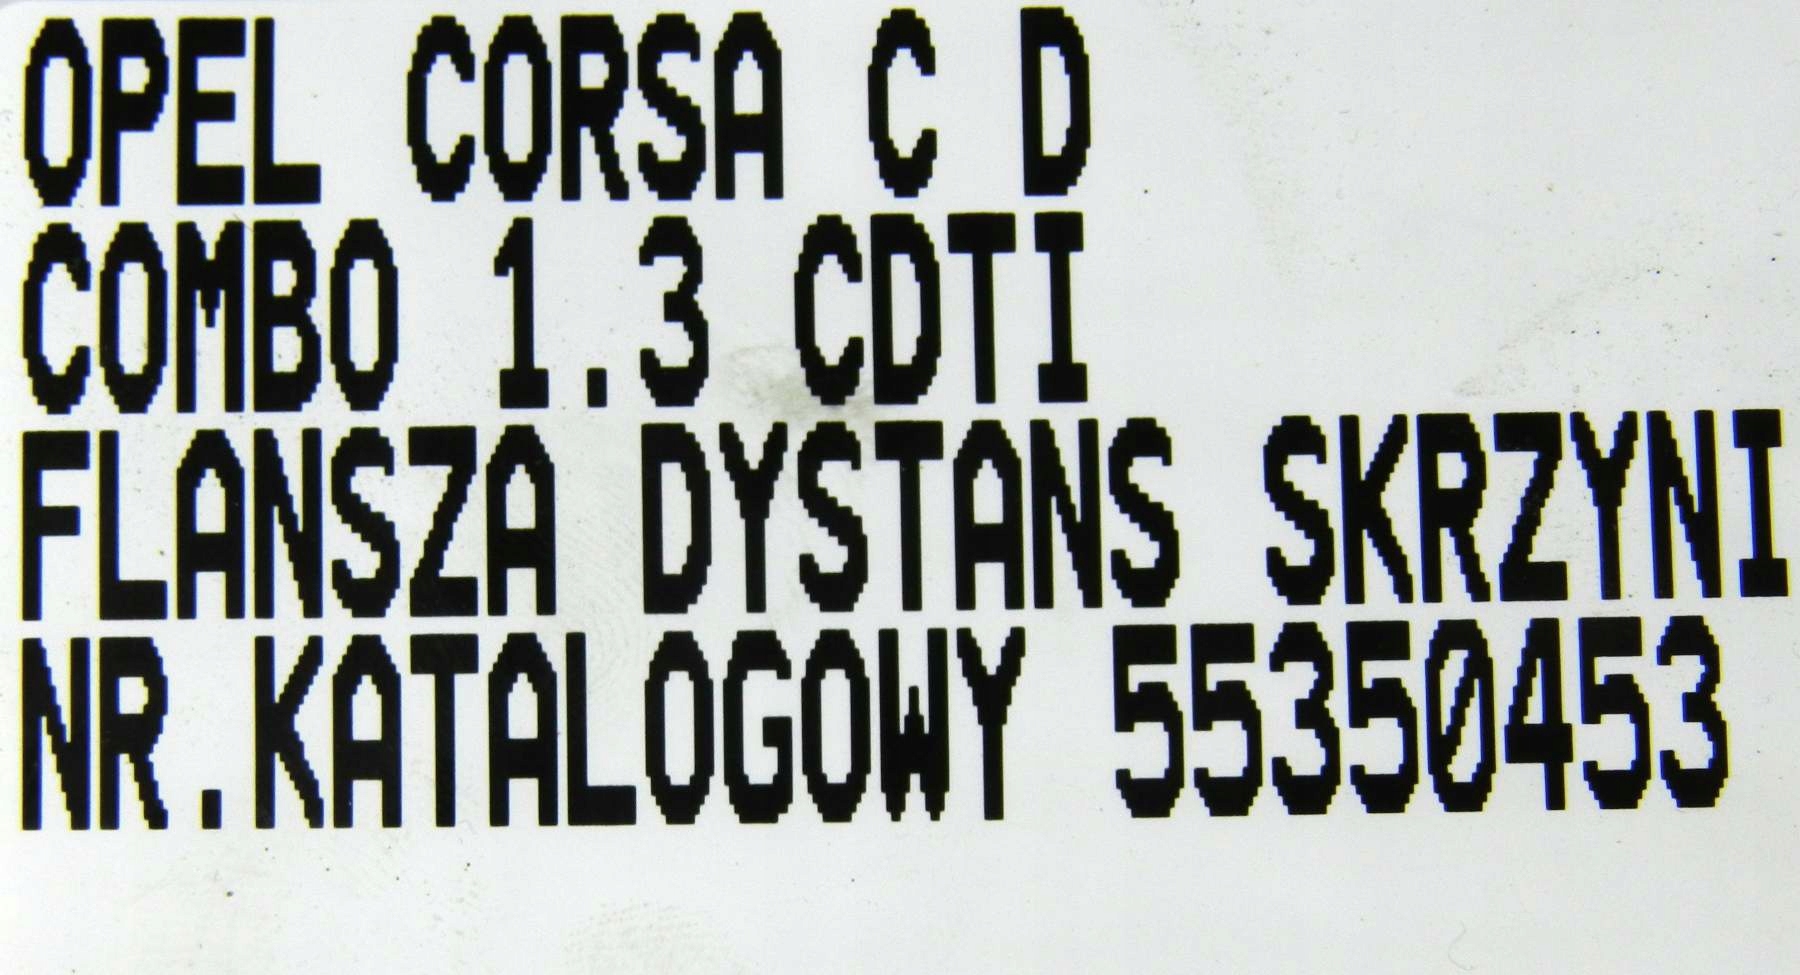 OPEL CORSA C D
COMBO 1.3 CDTI
FLANSZA DYSTANS SKRZYNI
NR.KATALOGOWY 55350453